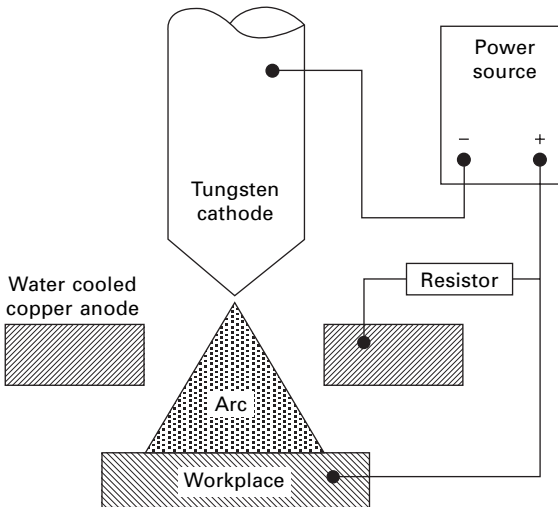 Power
source
−
+
Tungsten
cathode
Water cooled
copper anode
Resistor
Arc
Workplace